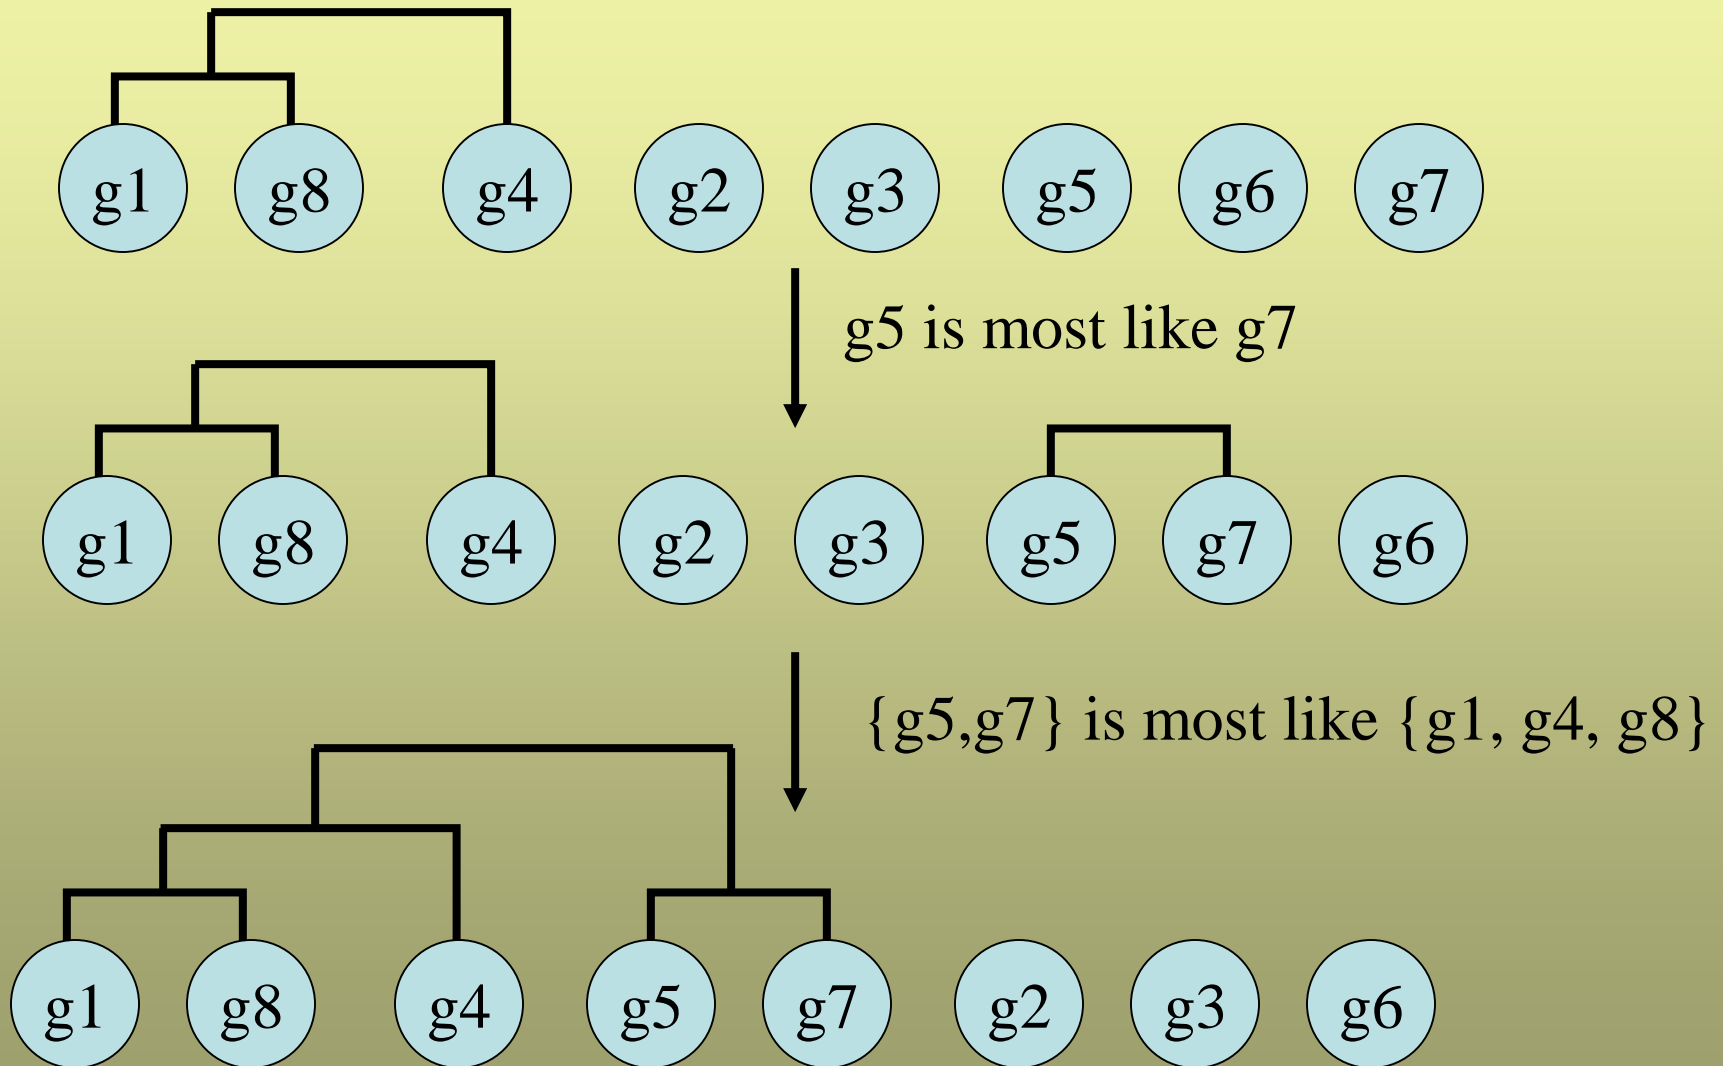 g1 g8 g4 g2 g3 g5 g6 g7
g5 is most like g7
g1 g8 g4 g2 g3 g5 g7 g6
{g5,g7} is most like {g1, g4, g8}
g1 g8 g4 g5 g7 g2 g3 g6